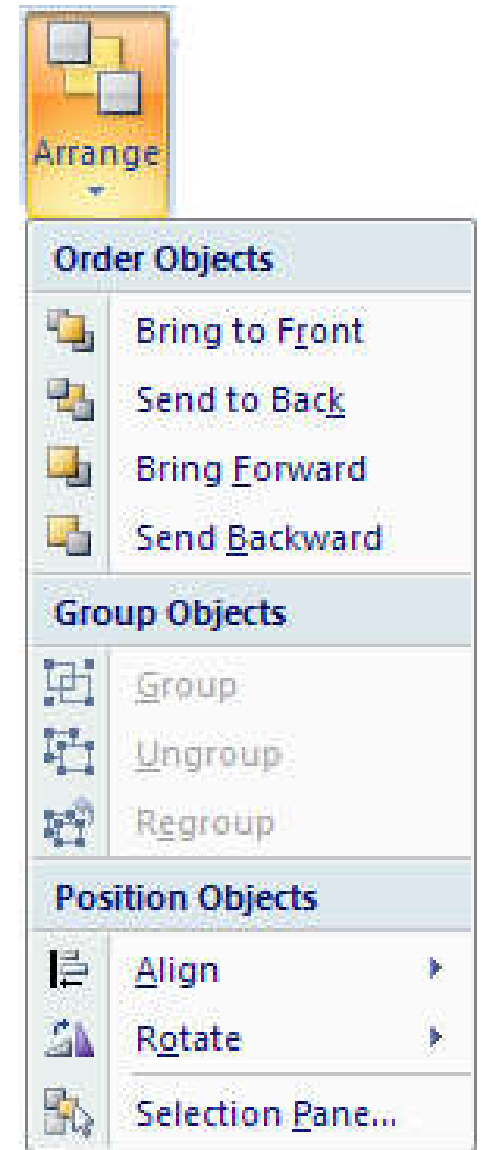 Arrange
Order Objects
Bring to Front
Send to Back
Bring Forward
Send Backward
Group Objects
Group
Ungroup
Regroup
Position Objects
Align
Rotate
Selection Pane...